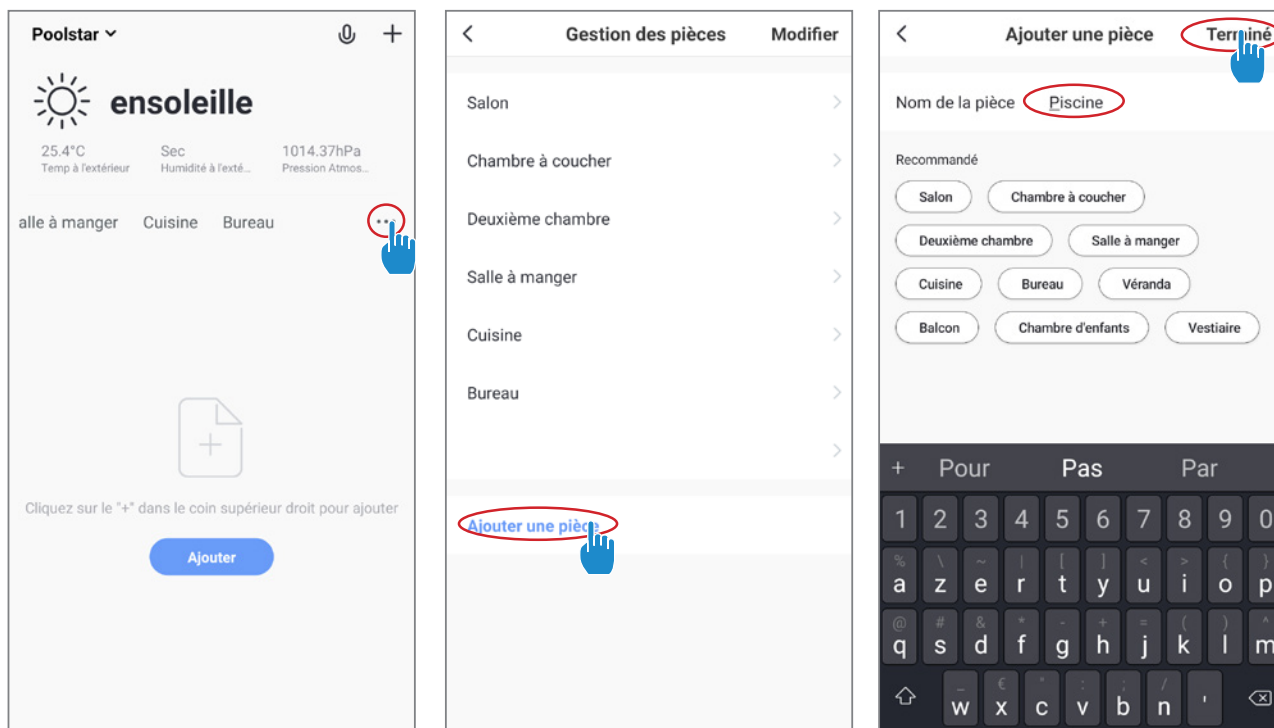 Poolstar
ensoleille
25.4°C Sec 1014.37hPa
Temp à l'extérieur Humidité à l'exté... Pression Atmos...
alle à manger Cuisine Bureau ...
Cliquez sur le "+" dans le coin supérieur droit pour ajouter
Ajouter
Gestion des pièces Modifier
Salon
Chambre à coucher
Deuxième chambre
Salle à manger
Cuisine
Bureau
Ajouter une pièce
Ajouter une pièce Terminé
Nom de la pièce Piscine
Recommandé
Salon Chambre à coucher
Deuxième chambre Salle à manger
Cuisine Bureau Véranda
Balcon Chambre d'enfants Vestiaire
+ Pour Pas Par
1 2 3 4 5 6 7 8 9 0
% \ ~ | [ ] < > { }
a z e r t y u i o p
@ # & * - + = ( ) ^
q s d f g h j k l m
_ € " : ; /
w x c v b n '